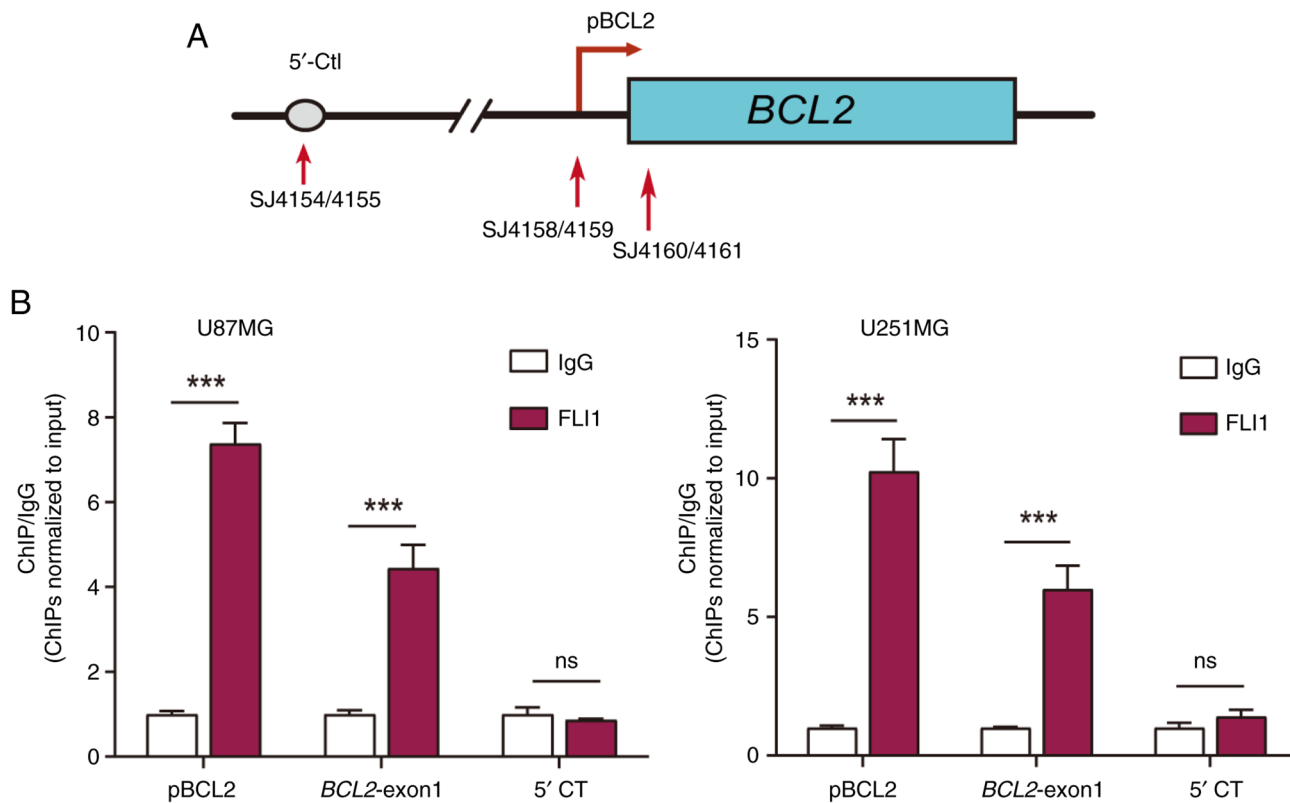 A
pBCL2
5′-Ctl
BCL2
SJ4154/4155
SJ4158/4159
SJ4160/4161
B
U87MG
10
8
6
4
2
0
ChIP/IgG
(ChIPs normalized to input)
IgG
FLI1
***
***
ns
pBCL2
BCL2-exon1
5′ CT
U251MG
15
10
5
0
ChIP/IgG
(ChIPs normalized to input)
IgG
FLI1
***
***
ns
pBCL2
BCL2-exon1
5′ CT